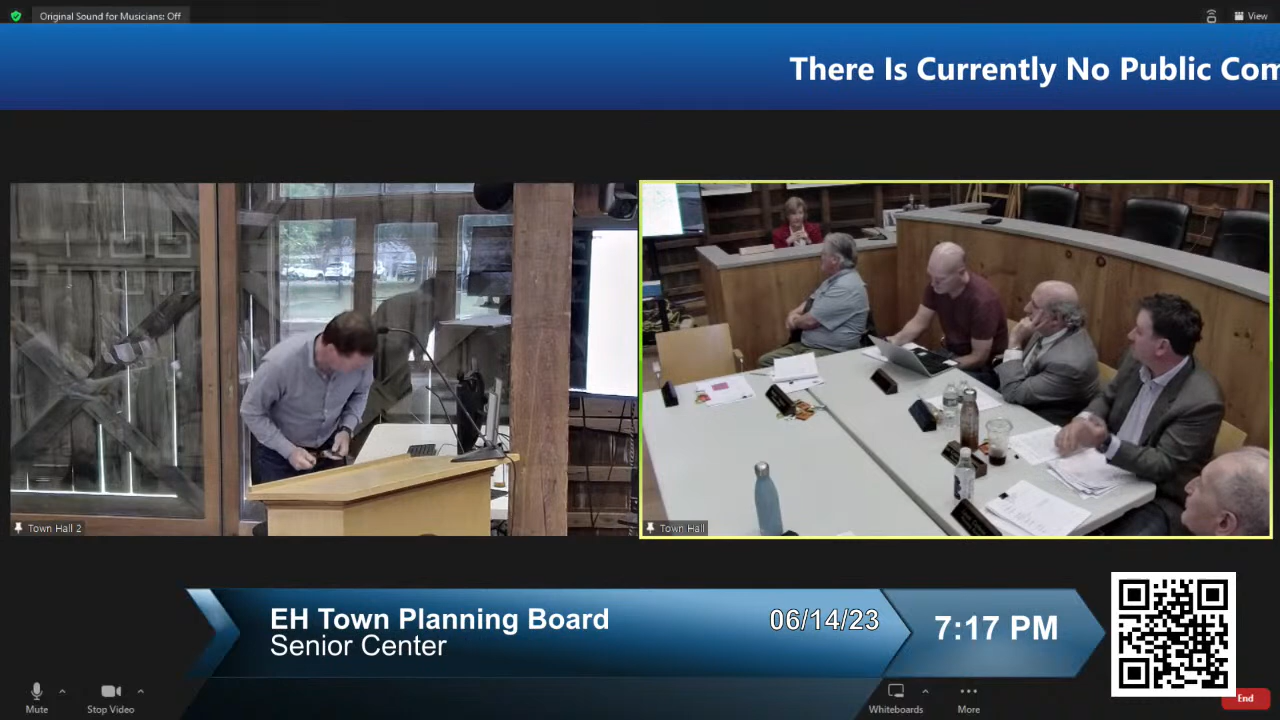 Original Sound for Musicians: Off
View
There Is Currently No Public Com
Town Hall 2
Town Hall
EH Town Planning Board
Senior Center
06/14/23
7:17 PM
Mute
Stop Video
Whiteboards
More
End